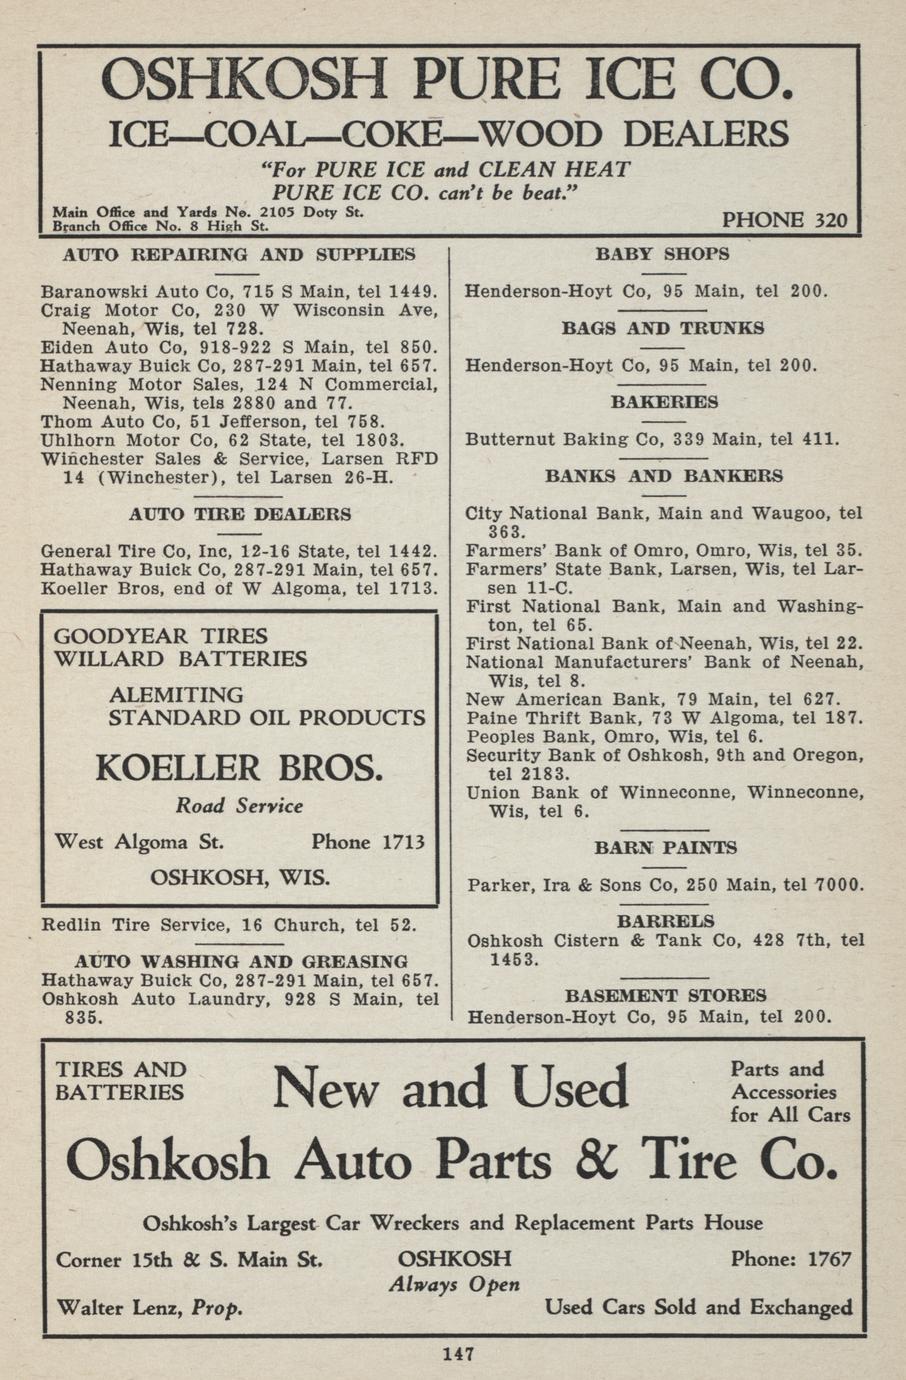 OSHKOSH PURE ICE CO.
ICE—COAL—COKE—WOOD DEALERS
"For PURE ICE and CLEAN HEAT
PURE ICE CO. can't be beat."
Main Office and Yards No. 2105 Doty St.
Branch Office No. 8 High St.
PHONE 320
AUTO REPAIRING AND SUPPLIES
Baranowski Auto Co, 715 S Main, tel 1449.
Craig Motor Co, 230 W Wisconsin Ave,
Neenah, Wis, tel 728.
Eiden Auto Co, 918-922 S Main, tel 850.
Hathaway Buick Co, 287-291 Main, tel 657.
Nenning Motor Sales, 124 N Commercial,
Neenah, Wis, tels 2880 and 77.
Thom Auto Co, 51 Jefferson, tel 758.
Uhlhorn Motor Co, 62 State, tel 1803.
Winchester Sales & Service, Larsen RFD
14 (Winchester), tel Larsen 26-H.
AUTO TIRE DEALERS
General Tire Co, Inc, 12-16 State, tel 1442.
Hathaway Buick Co, 287-291 Main, tel 657.
Koeller Bros, end of W Algoma, tel 1713.
GOODYEAR TIRES
WILLARD BATTERIES
ALEMITING
STANDARD OIL PRODUCTS
KOELLER BROS.
Road Service
West Algoma St. Phone 1713
OSHKOSH, WIS.
Redlin Tire Service, 16 Church, tel 52.
AUTO WASHING AND GREASING
Hathaway Buick Co, 287-291 Main, tel 657.
Oshkosh Auto Laundry, 928 S Main, tel
835.
BABY SHOPS
Henderson-Hoyt Co, 95 Main, tel 200.
BAGS AND TRUNKS
Henderson-Hoyt Co, 95 Main, tel 200.
BAKERIES
Butternut Baking Co, 339 Main, tel 411.
BANKS AND BANKERS
City National Bank, Main and Waugoo, tel
363.
Farmers' Bank of Omro, Omro, Wis, tel 35.
Farmers' State Bank, Larsen, Wis, tel Lar-
sen 11-C.
First National Bank, Main and Washing-
ton, tel 65.
First National Bank of Neenah, Wis, tel 22.
National Manufacturers' Bank of Neenah,
Wis, tel 8.
New American Bank, 79 Main, tel 627.
Paine Thrift Bank, 73 W Algoma, tel 187.
Peoples Bank, Omro, Wis, tel 6.
Security Bank of Oshkosh, 9th and Oregon,
tel 2183.
Union Bank of Winneconne, Winneconne,
Wis, tel 6.
BARN PAINTS
Parker, Ira & Sons Co, 250 Main, tel 7000.
BARRELS
Oshkosh Cistern & Tank Co, 428 7th, tel
1453.
BASEMENT STORES
Henderson-Hoyt Co, 95 Main, tel 200.
TIRES AND
BATTERIES
New and Used
Parts and
Accessories
for All Cars
Oshkosh Auto Parts & Tire Co.
Oshkosh's Largest Car Wreckers and Replacement Parts House
Corner 15th & S. Main St. OSHKOSH Phone: 1767
Always Open
Walter Lenz, Prop. Used Cars Sold and Exchanged
147